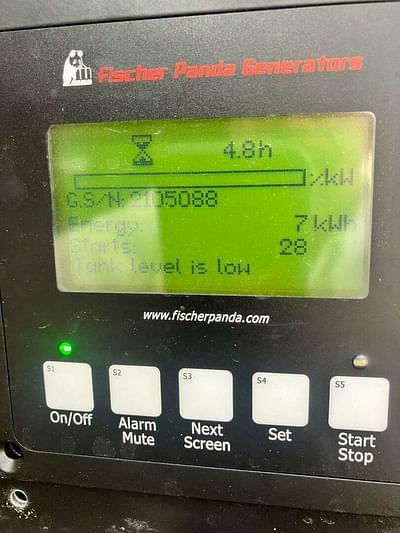 Fischer Panda Generators
4.8h
%kW
G.S/N: 2105088
Energy: 7 kWh
Starts: 28
Tank level is low
www.fischerpanda.com
S1 S2 S3 S4 S5
On/Off Alarm Mute Next Screen Set Start Stop